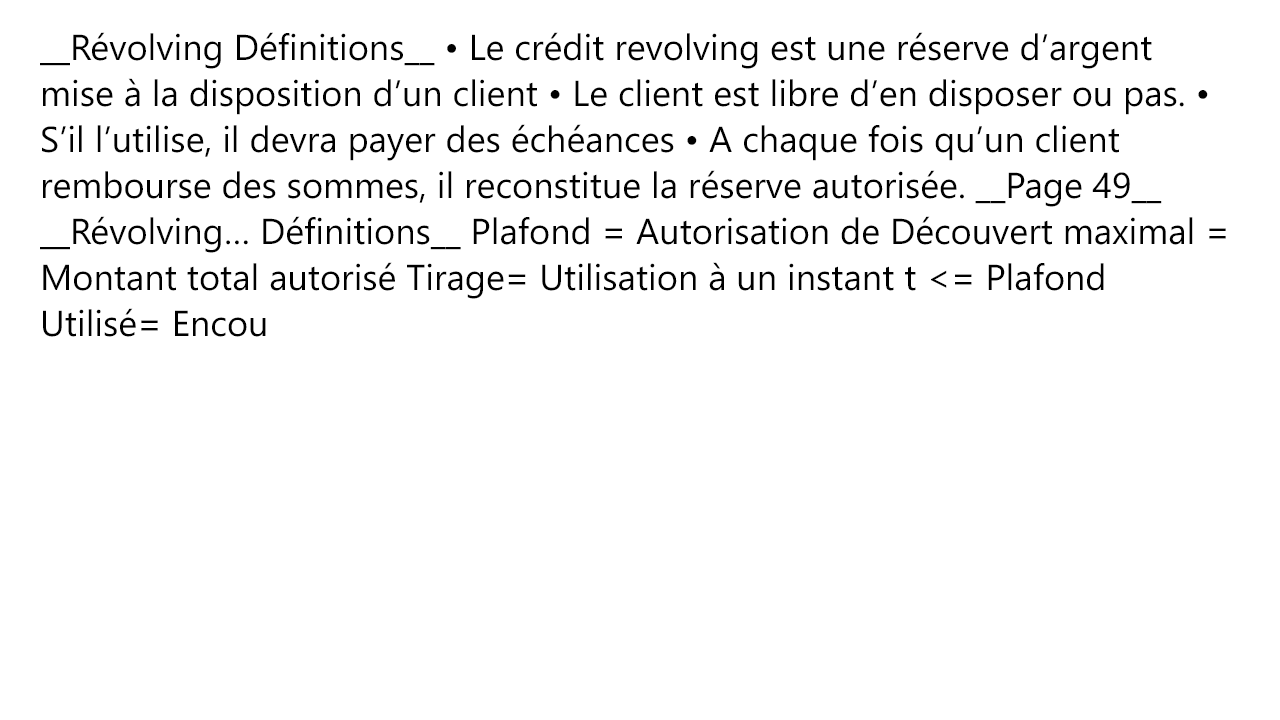 __Révolving Définitions__ • Le crédit revolving est une réserve d’argent
mise à la disposition d’un client • Le client est libre d’en disposer ou pas. •
S’il l’utilise, il devra payer des échéances • A chaque fois qu’un client
rembourse des sommes, il reconstitue la réserve autorisée. __Page 49__
__Révolving… Définitions__ Plafond = Autorisation de Découvert maximal =
Montant total autorisé Tirage= Utilisation à un instant t <= Plafond
Utilisé= Encou